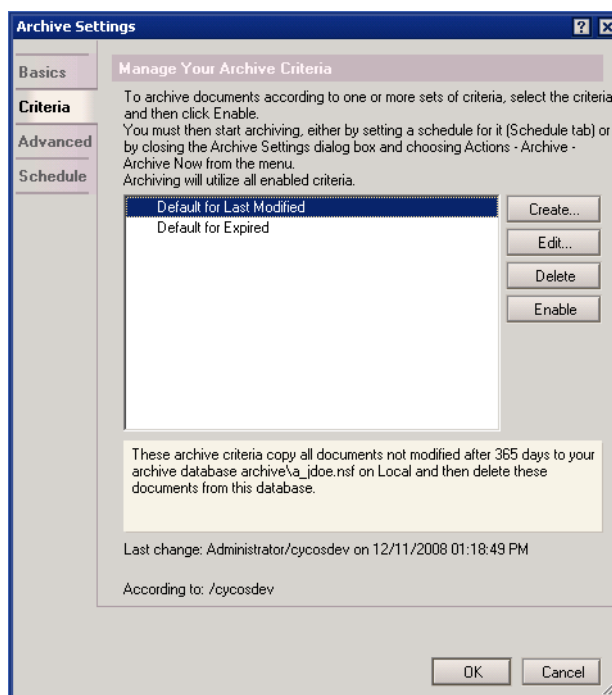 Archive Settings
Basics
Criteria
Advanced
Schedule
Manage Your Archive Criteria
To archive documents according to one or more sets of criteria, select the criteria
and then click Enable.
You must then start archiving, either by setting a schedule for it (Schedule tab) or
by closing the Archive Settings dialog box and choosing Actions - Archive -
Archive Now from the menu.
Archiving will utilize all enabled criteria.
Default for Last Modified
Default for Expired
Create...
Edit...
Delete
Enable
These archive criteria copy all documents not modified after 365 days to your
archive database archive\a_jdoe.nsf on Local and then delete these
documents from this database.
Last change: Administrator/cycosdev on 12/11/2008 01:18:49 PM
According to: /cycosdev
OK
Cancel